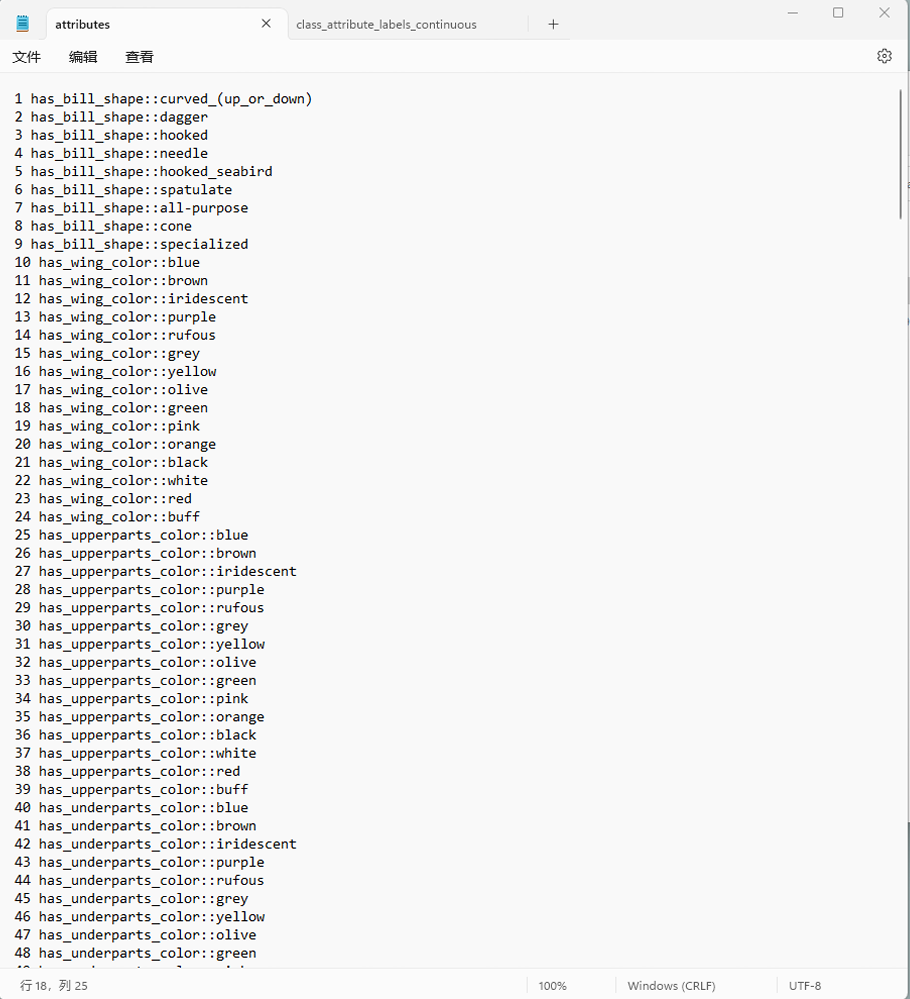 attributes
class_attribute_labels_continuous
文件 编辑 查看
1 has_bill_shape::curved_(up_or_down)
2 has_bill_shape::dagger
3 has_bill_shape::hooked
4 has_bill_shape::needle
5 has_bill_shape::hooked_seabird
6 has_bill_shape::spatulate
7 has_bill_shape::all-purpose
8 has_bill_shape::cone
9 has_bill_shape::specialized
10 has_wing_color::blue
11 has_wing_color::brown
12 has_wing_color::iridescent
13 has_wing_color::purple
14 has_wing_color::rufous
15 has_wing_color::grey
16 has_wing_color::yellow
17 has_wing_color::olive
18 has_wing_color::green
19 has_wing_color::pink
20 has_wing_color::orange
21 has_wing_color::black
22 has_wing_color::white
23 has_wing_color::red
24 has_wing_color::buff
25 has_upperparts_color::blue
26 has_upperparts_color::brown
27 has_upperparts_color::iridescent
28 has_upperparts_color::purple
29 has_upperparts_color::rufous
30 has_upperparts_color::grey
31 has_upperparts_color::yellow
32 has_upperparts_color::olive
33 has_upperparts_color::green
34 has_upperparts_color::pink
35 has_upperparts_color::orange
36 has_upperparts_color::black
37 has_upperparts_color::white
38 has_upperparts_color::red
39 has_upperparts_color::buff
40 has_underparts_color::blue
41 has_underparts_color::brown
42 has_underparts_color::iridescent
43 has_underparts_color::purple
44 has_underparts_color::rufous
45 has_underparts_color::grey
46 has_underparts_color::yellow
47 has_underparts_color::olive
48 has_underparts_color::green
行 18，列 25 100% Windows (CRLF) UTF-8